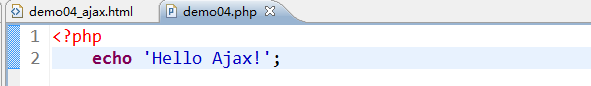 demo04_ajax.html demo04.php
1 <?php
2 echo 'Hello Ajax!';